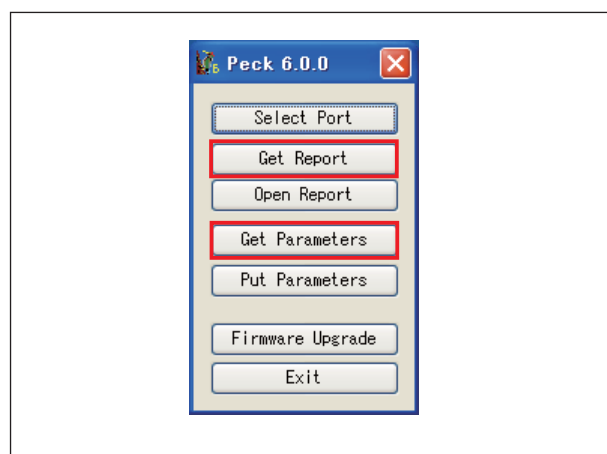 Peck 6.0.0
Select Port
Get Report
Open Report
Get Parameters
Put Parameters
Firmware Upgrade
Exit